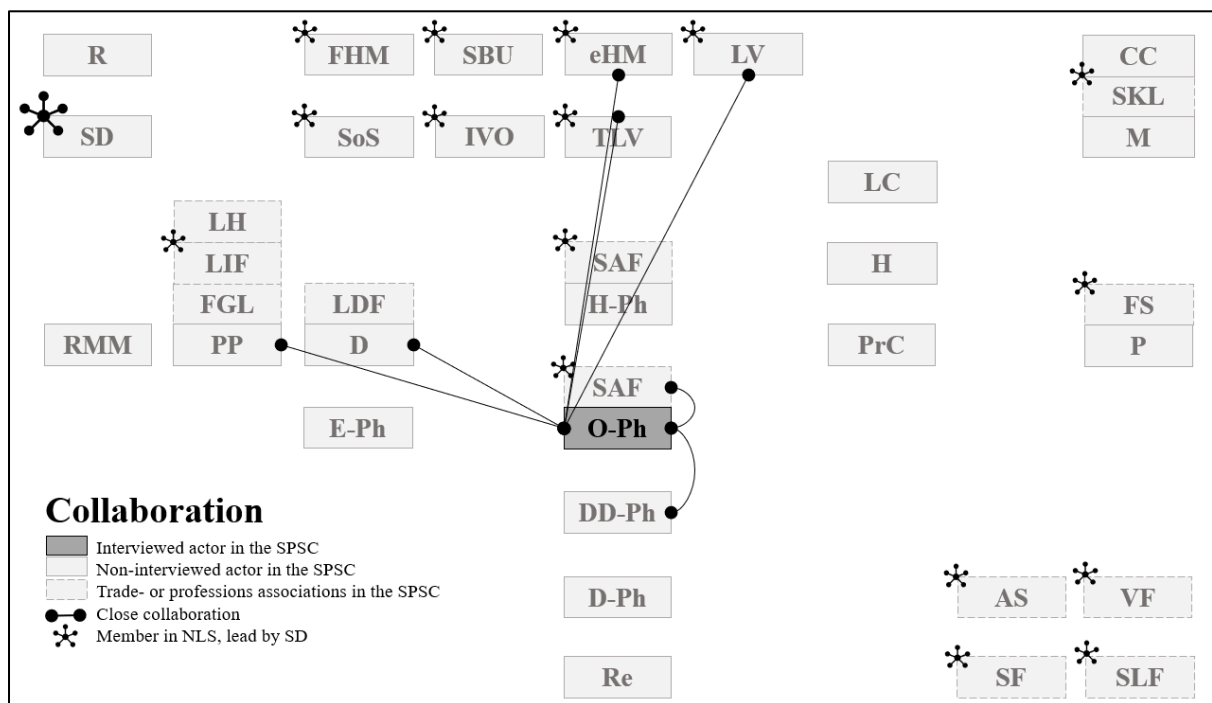 R
FHM
SBU
eHM
LV
CC
SKL
M
SD
SoS
IVO
TLV
LC
LH
LIF
FGL
PP
SAF
H-Ph
H
LDF
D
RMM
PrC
FS
P
SAF
O-Ph
E-Ph
DD-Ph
D-Ph
AS
VF
Re
SF
SLF
Collaboration
Interviewed actor in the SPSC
Non-interviewed actor in the SPSC
Trade- or professions associations in the SPSC
Close collaboration
Member in NLS, lead by SD